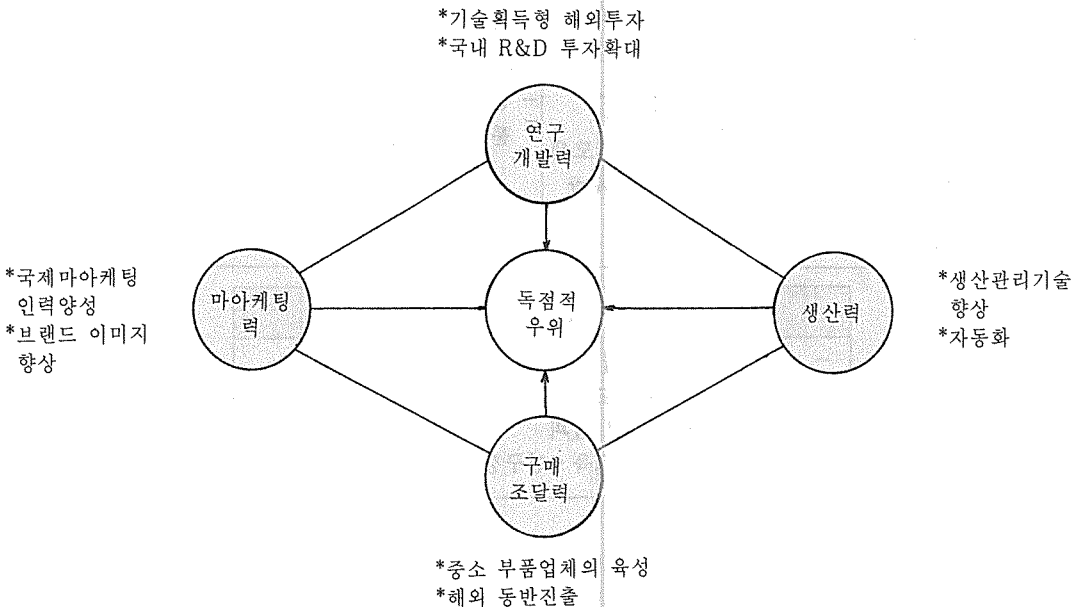 *기술획득형 해외투자
*국내 R&D 투자확대
연구
개발력
*국제마아케팅
인력양성
*브랜드 이미지
향상
마아케팅
력
독점적
우위
생산력
*생산관리기술
향상
*자동화
구매
조달력
*중소 부품업체의 육성
*해외 동반진출